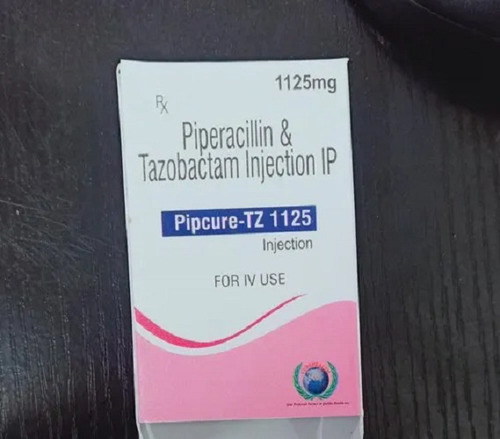 1125mg
Rx
Piperacillin &
Tazobactam Injection IP
Pipcure-TZ 1125
Injection
FOR IV USE